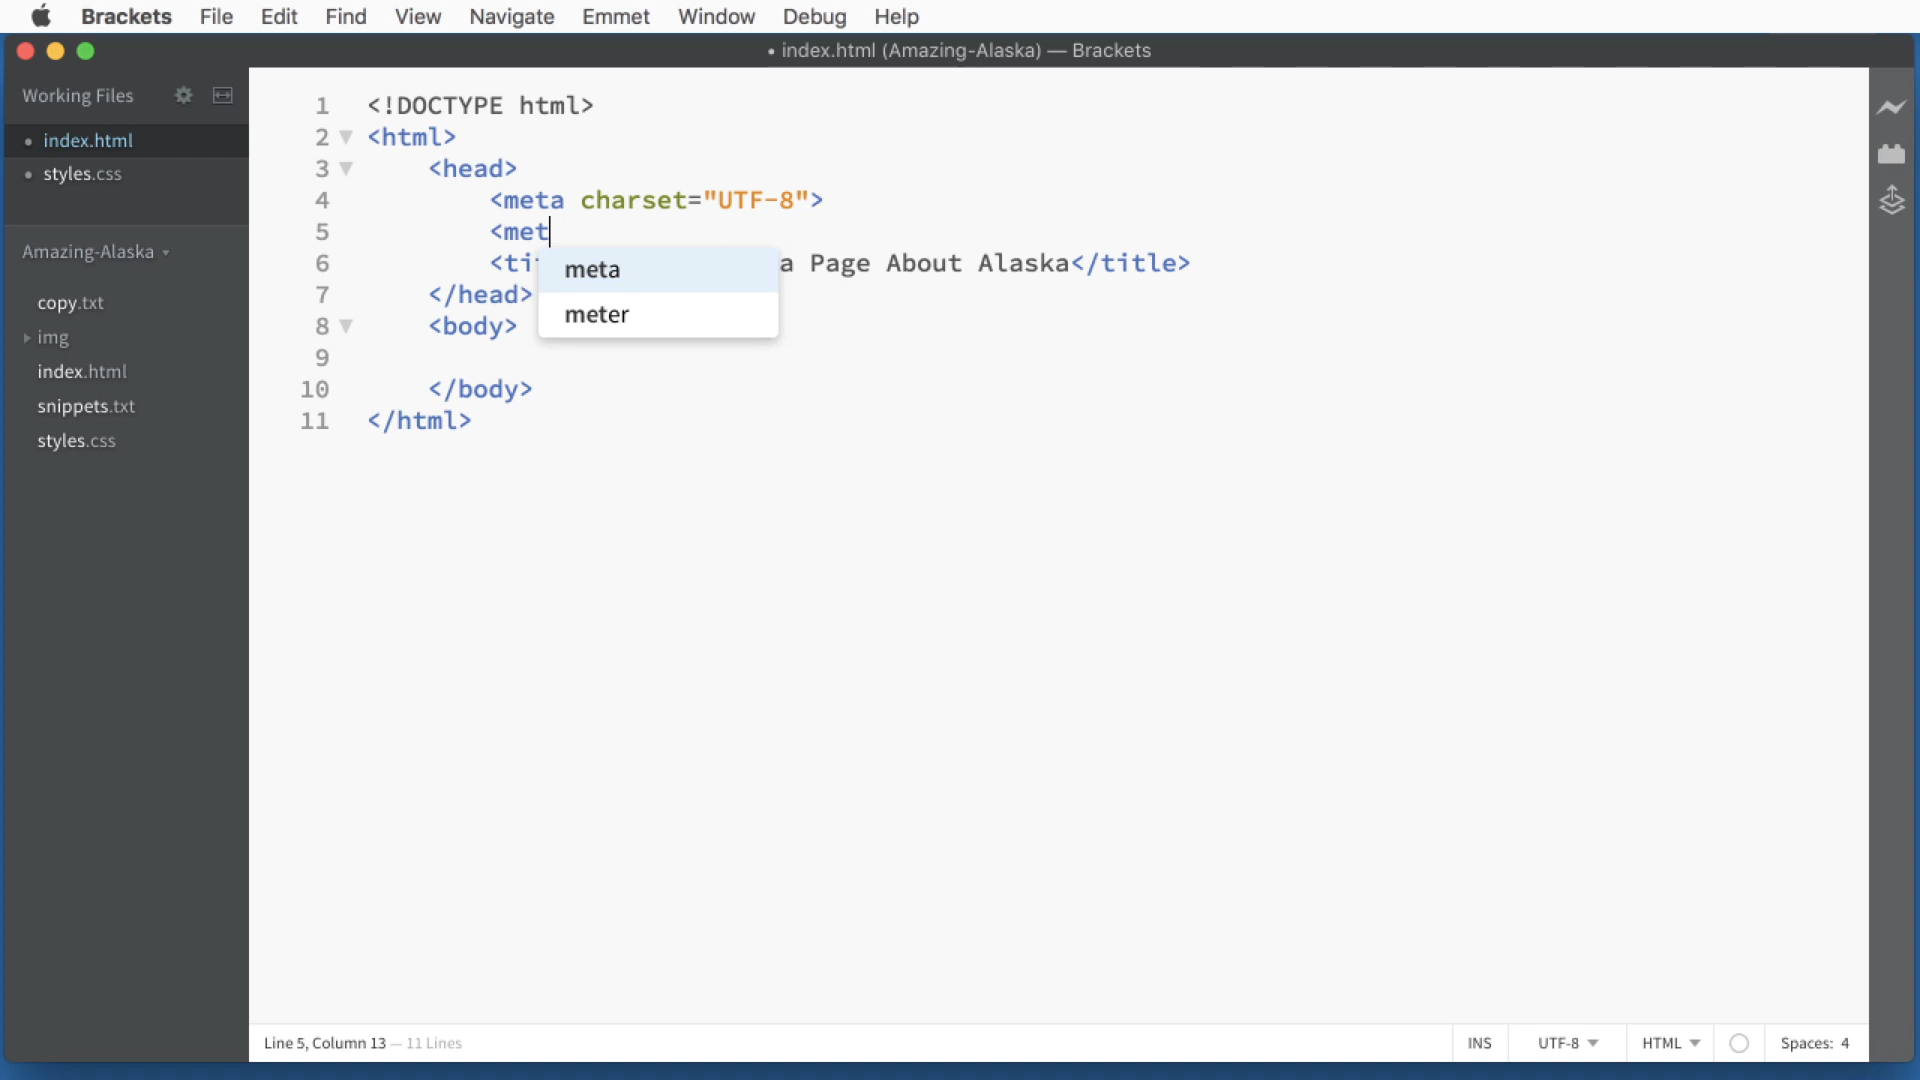 Brackets File Edit Find View Navigate Emmet Window Debug Help
• index.html (Amazing-Alaska) — Brackets
Working Files
• index.html
• styles.css
Amazing-Alaska
copy.txt
img
index.html
snippets.txt
styles.css
1 <!DOCTYPE html>
2 <html>
3 <head>
4 <meta charset="UTF-8">
5 <met
6 <ti a Page About Alaska</title>
meta
7 </head>
meter
8 <body>
9
10 </body>
11 </html>
Line 5, Column 13 — 11 Lines
INS UTF-8 HTML Spaces: 4